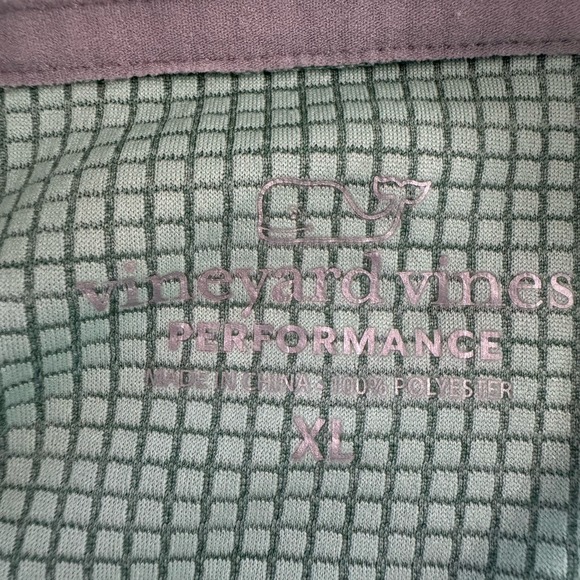 vineyard vines
PERFORMANCE
MADE IN CHINA - 100% POLYESTER
XL